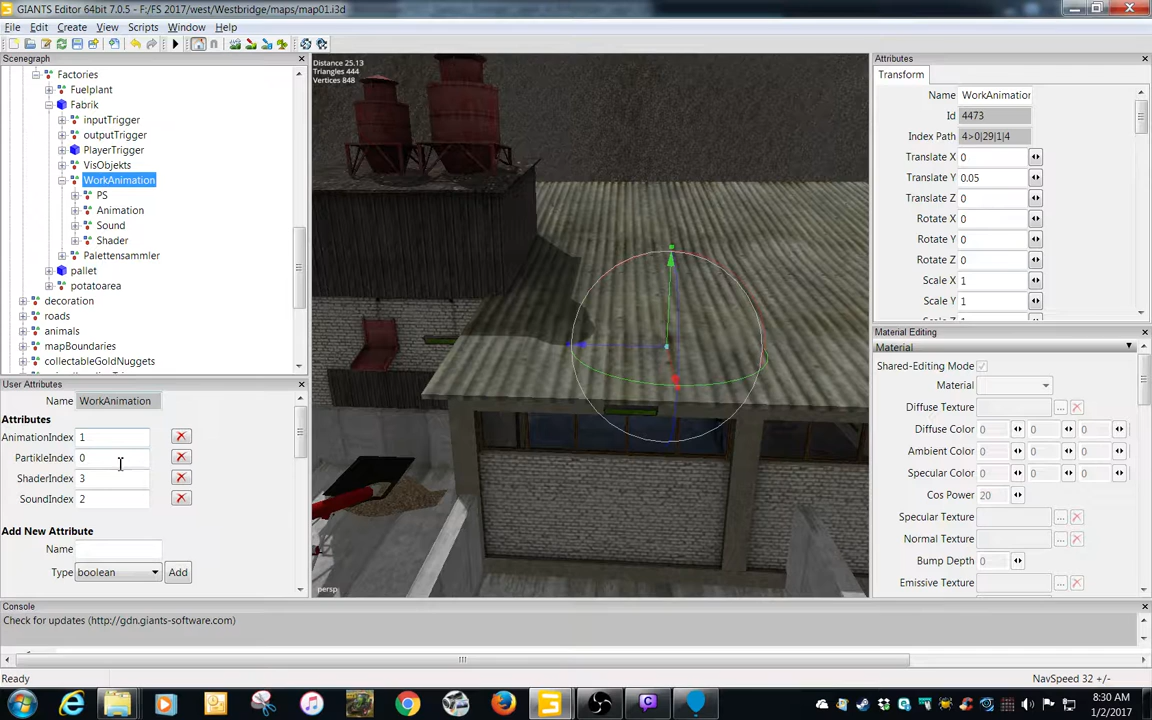 GIANTS Editor 64bit 7.0.5 - F:/FS 2017/west/Westbridge/maps/map01.i3d
File Edit Create View Scripts Window Help
Scenegraph
Factories
Fuelplant
Fabrik
inputTrigger
outputTrigger
PlayerTrigger
VisObjekts
WorkAnimation
PS
Animation
Sound
Shader
Palettensammler
pallet
potatoarea
decoration
roads
animals
mapBoundaries
collectableGoldNuggets
User Attributes
Name WorkAnimation
Attributes
AnimationIndex 1
PartikleIndex 0
ShaderIndex 3
SoundIndex 2
Add New Attribute
Name
Type boolean Add
Distance 25.13
Triangles 444
Vertices 848
persp
Attributes
Transform
Name WorkAnimation
Id 4473
Index Path 4>0|29|1|4
Translate X 0
Translate Y 0.05
Translate Z 0
Rotate X 0
Rotate Y 0
Rotate Z 0
Scale X 1
Scale Y 1
Material Editing
Material
Shared-Editing Mode
Material
Diffuse Texture ...
Diffuse Color 0 0 0
Ambient Color 0 0 0
Specular Color 0 0 0
Cos Power 20
Specular Texture ...
Normal Texture ...
Bump Depth 0
Emissive Texture ...
Console
Check for updates (http://gdn.giants-software.com)
Ready
NavSpeed 32 +/-
8:30 AM
1/2/2017